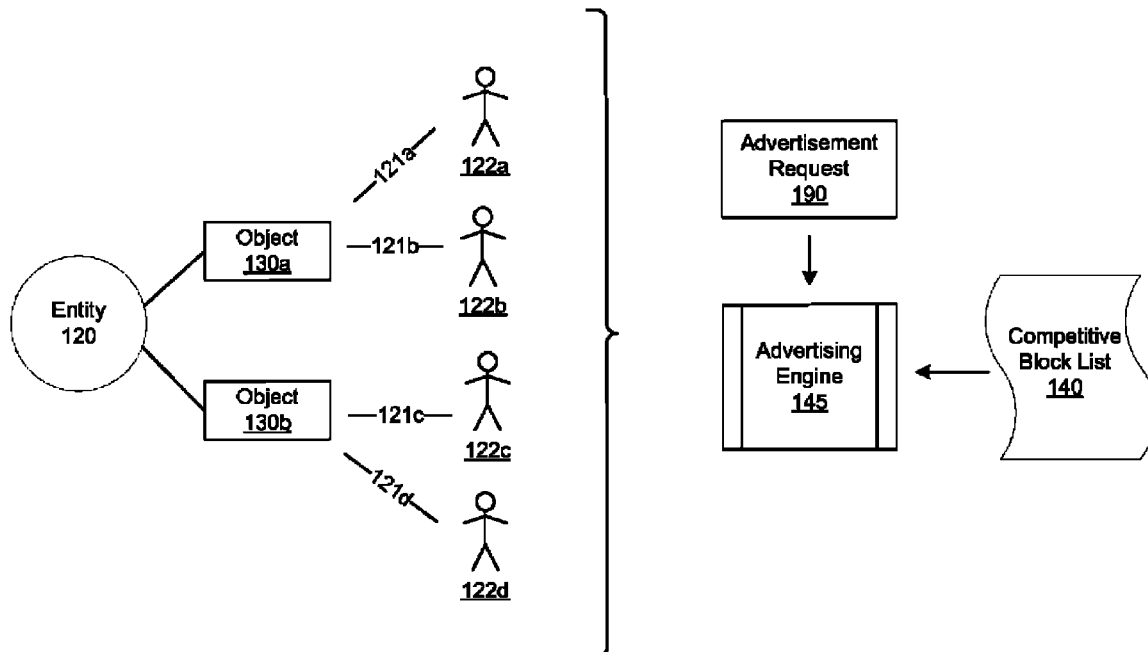 121a
122a
Object
130a
121b
122b
Entity
120
Object
130b
121c
122c
121d
122d
Advertisement
Request
190
Advertising
Engine
145
Competitive
Block List
140